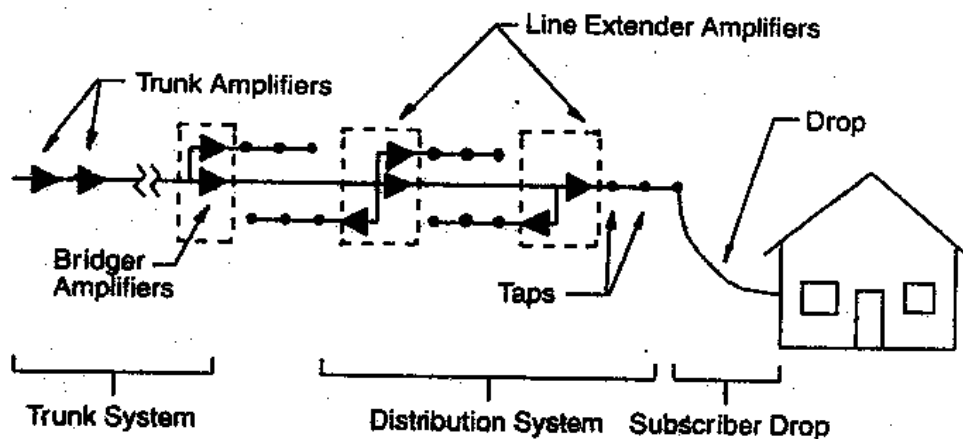 Line Extender Amplifiers
Trunk Amplifiers
Drop
Bridger
Amplifiers
Taps
Trunk System
Distribution System
Subscriber Drop